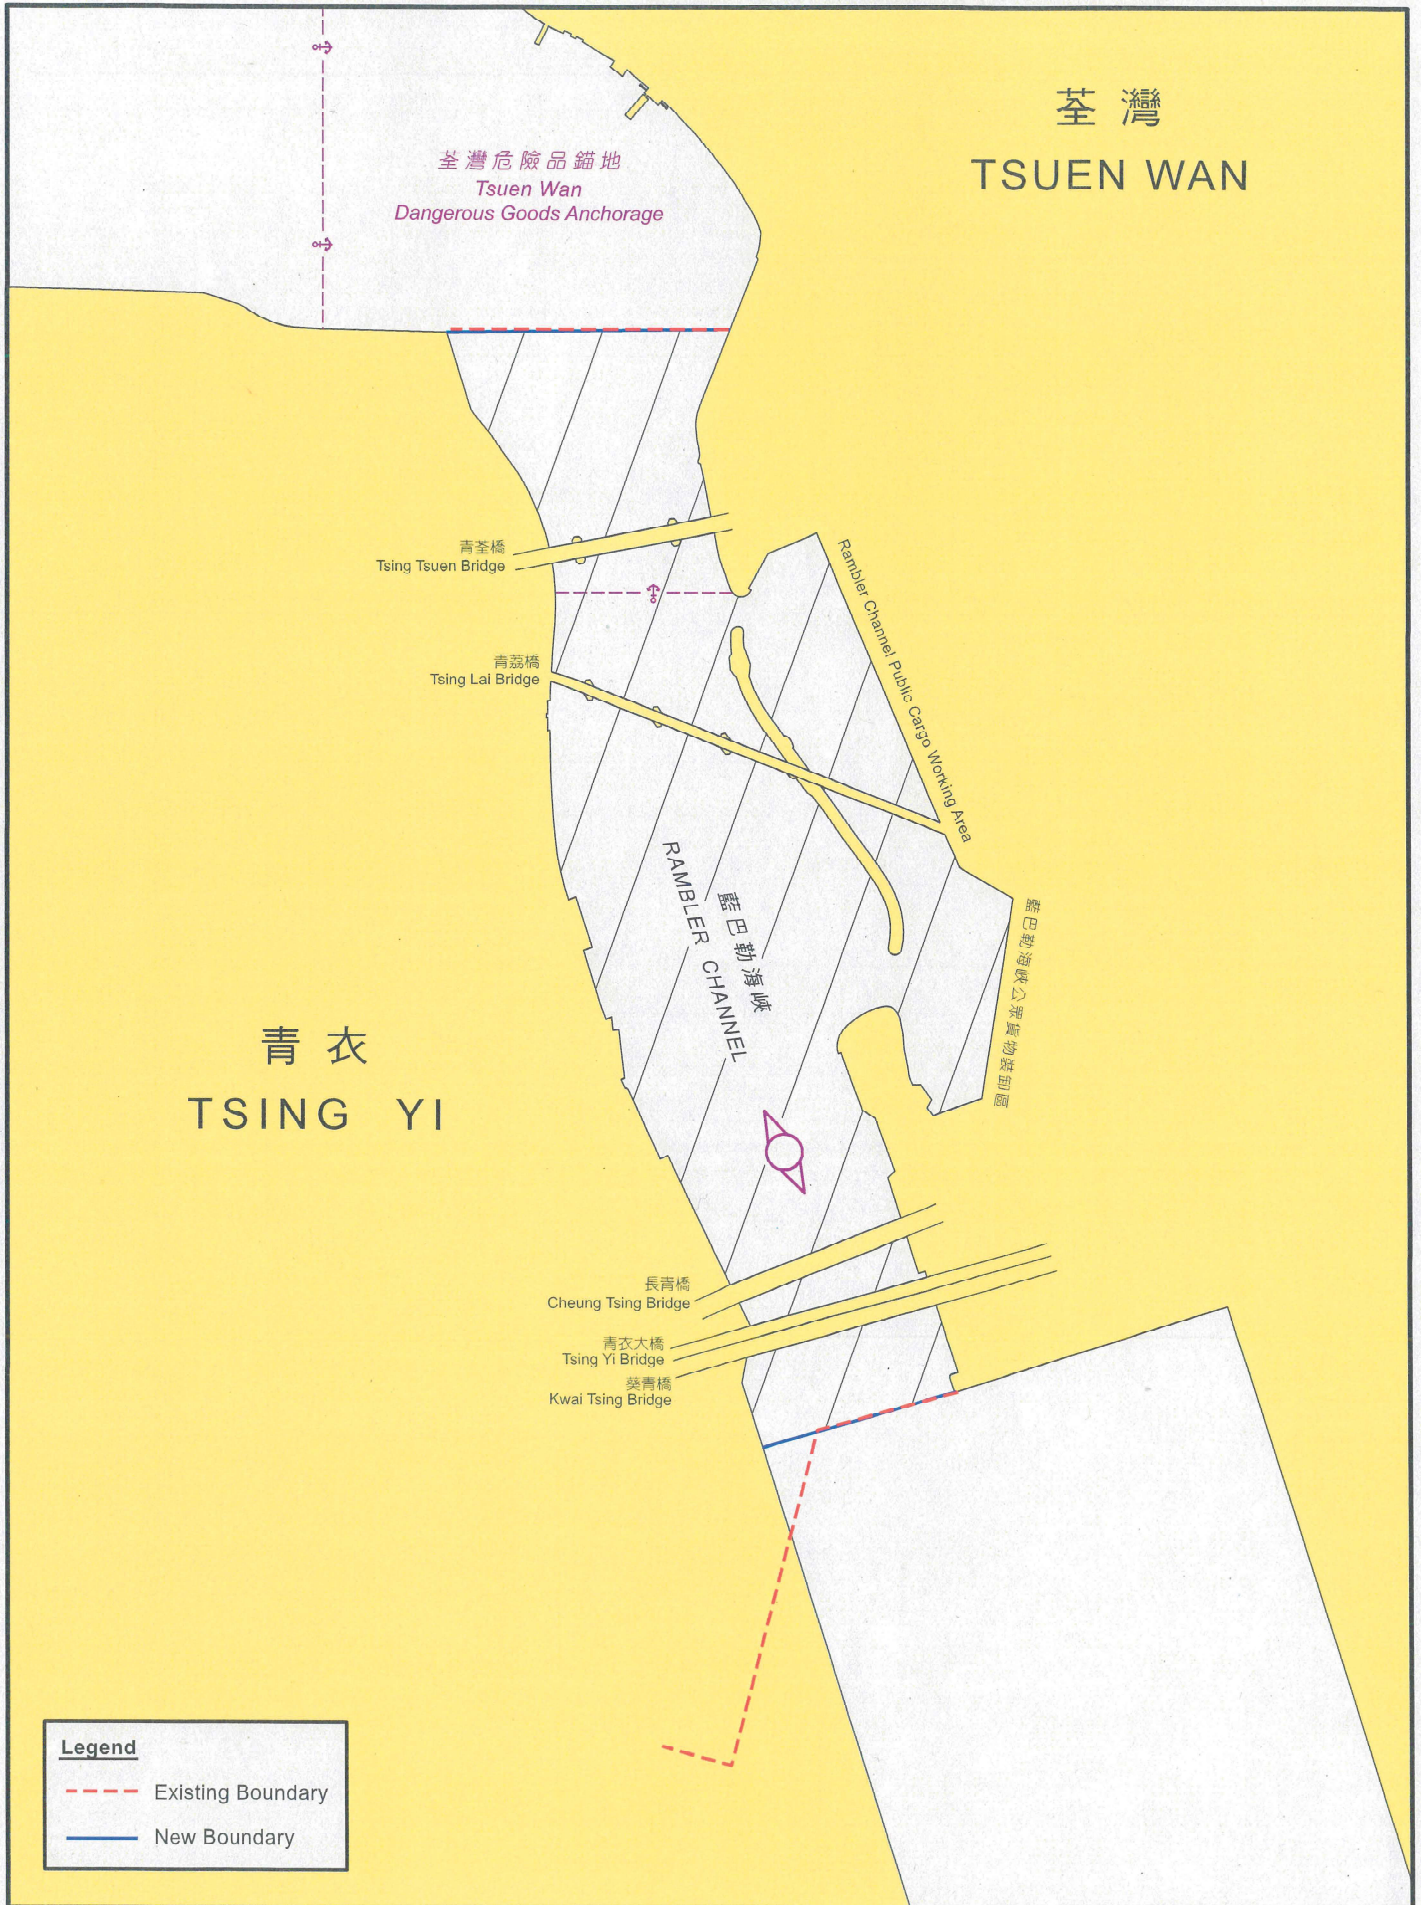 荃灣
TSUEN WAN
荃灣危險品錨地
Tsuen Wan
Dangerous Goods Anchorage
青荃橋
Tsing Tsuen Bridge
Rambler Channel Public Cargo Working Area
青荔橋
Tsing Lai Bridge
藍巴勒海峽
RAMBLER CHANNEL
藍巴勒海峽公眾貨物裝卸區
青衣
TSING YI
長青橋
Cheung Tsing Bridge
青衣大橋
Tsing Yi Bridge
葵青橋
Kwai Tsing Bridge
Legend
Existing Boundary
New Boundary